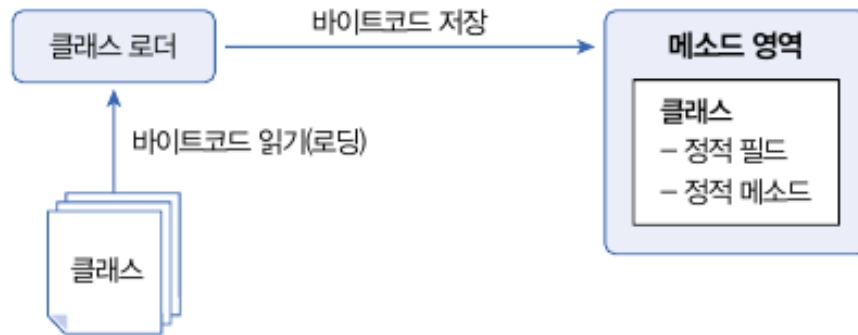 바이트코드 저장
클래스 로더
메소드 영역
클래스
– 정적 필드
– 정적 메소드
바이트코드 읽기(로딩)
클래스